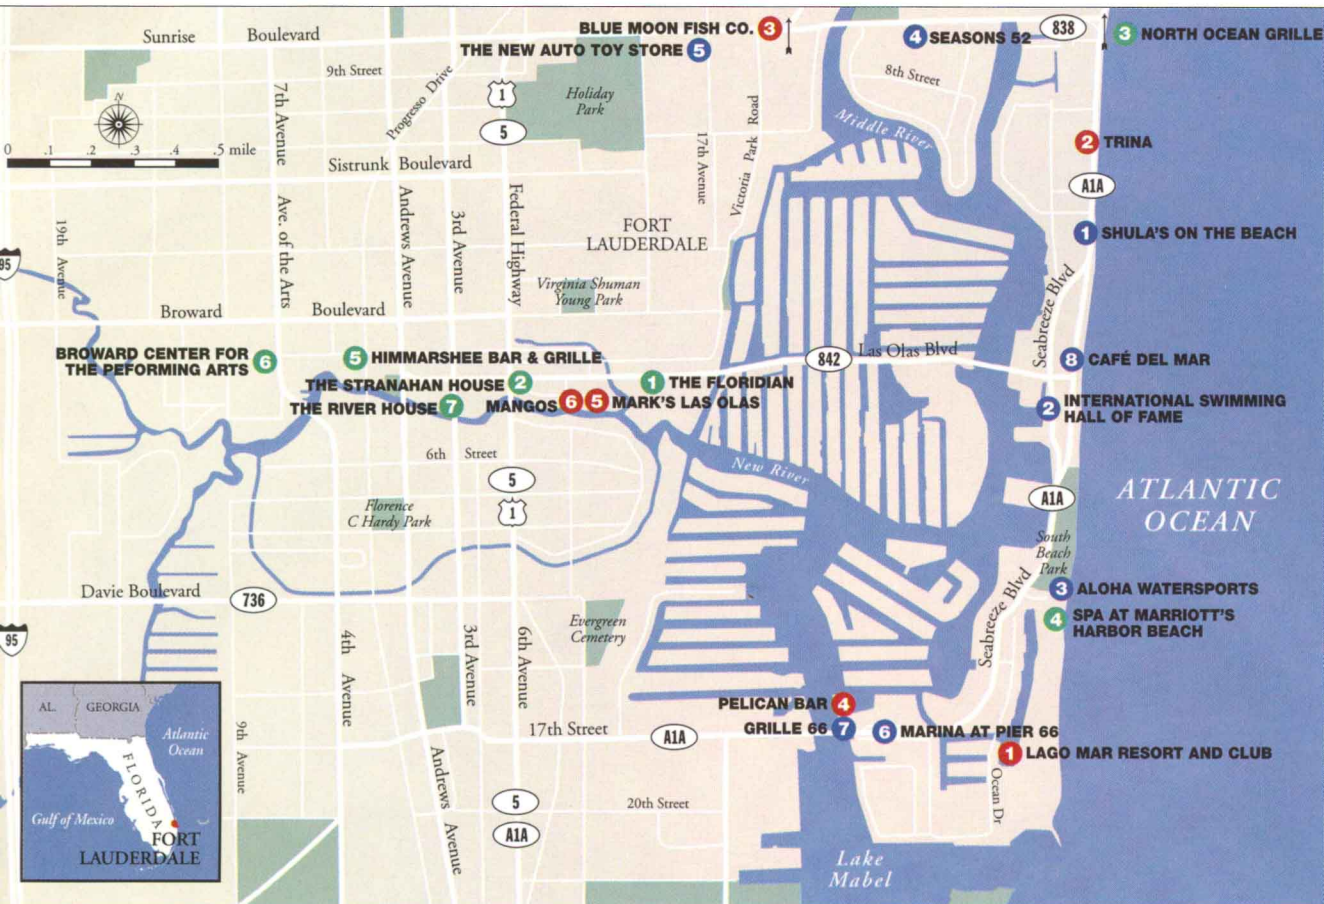 BLUE MOON FISH CO. 3
838
3 NORTH OCEAN GRILLE
Sunrise Boulevard
THE NEW AUTO TOY STORE 5
4 SEASONS 52
9th Street
8th Street
Progresso Drive
1
Holiday
Park
5
N
7th Avenue
17th Avenue
Victoria Park Road
Middle River
0 .1 .2 .3 .4 .5 mile
Sistrunk Boulevard
2 TRINA
A1A
19th Avenue
Ave. of the Arts
Andrews Avenue
3rd Avenue
Federal Highway
FORT
LAUDERDALE
1 SHULA'S ON THE BEACH
95
Virginia Shuman
Young Park
Seabreeze Blvd
Broward Boulevard
BROWARD CENTER FOR
THE PEFORMING ARTS 6
5 HIMMARSHEE BAR & GRILLE
842
Las Olas Blvd
8 CAFÉ DEL MAR
THE STRANAHAN HOUSE 2
1 THE FLORIDIAN
THE RIVER HOUSE 7
MANGOS 6
5 MARK'S LAS OLAS
2 INTERNATIONAL SWIMMING
HALL OF FAME
6th Street
New River
5
1
A1A
ATLANTIC
OCEAN
Florence
C Hardy Park
South
Beach
Park
Davie Boulevard
736
3 ALOHA WATERSPORTS
4 SPA AT MARRIOTT'S
HARBOR BEACH
Evergreen
Cemetery
Seabreeze Blvd
95
4th Avenue
3rd Avenue
6th Avenue
PELICAN BAR 4
GRILLE 66 7
6 MARINA AT PIER 66
17th Street
A1A
1 LAGO MAR RESORT AND CLUB
9th Avenue
Andrews Avenue
Ocean Dr
20th Street
5
A1A
Lake
Mabel
AL.
GEORGIA
Atlantic
Ocean
FLORIDA
Gulf of Mexico
FORT
LAUDERDALE